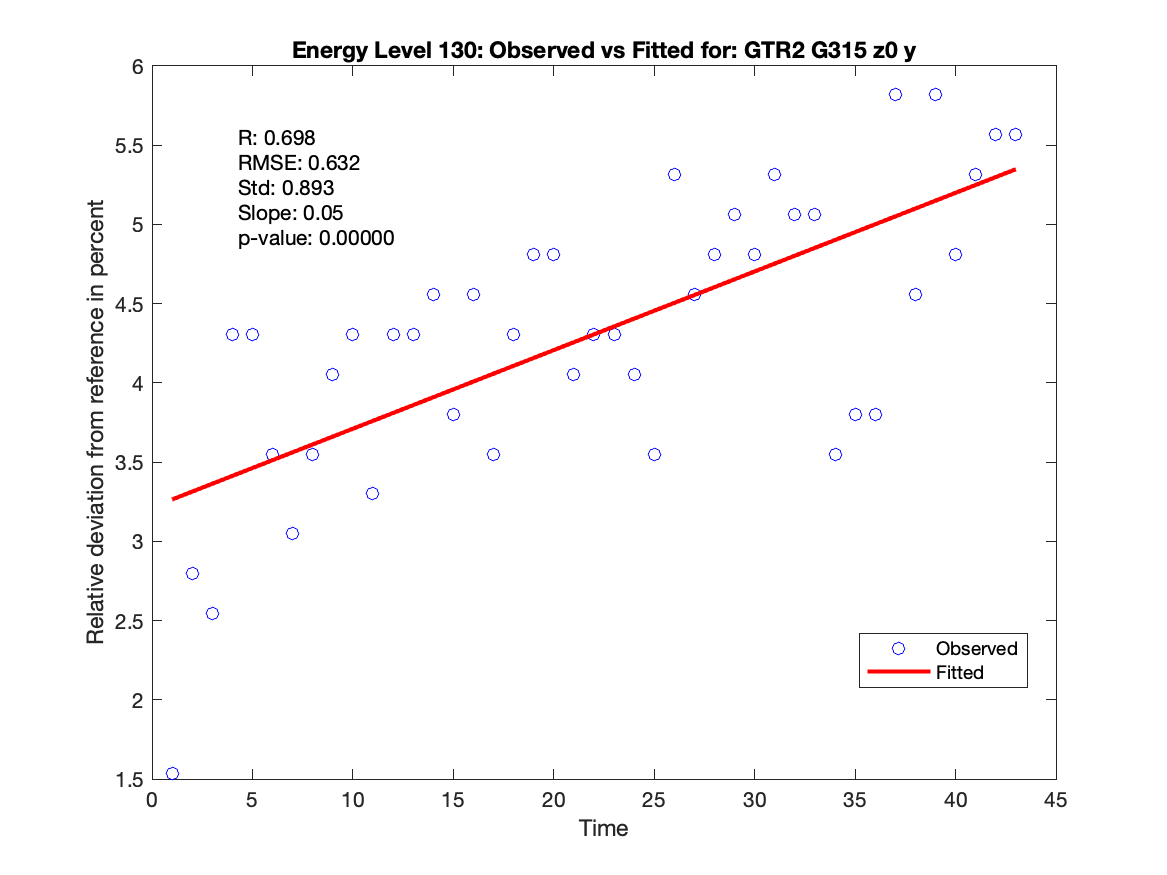 Energy Level 130: Observed vs Fitted for: GTR2 G315 z0 y
R: 0.698
RMSE: 0.632
Std: 0.893
Slope: 0.05
p-value: 0.00000
Relative deviation from reference in percent
6
5.5
5
4.5
4
3.5
3
2.5
2
1.5
Observed
Fitted
0 5 10 15 20 25 30 35 40 45
Time